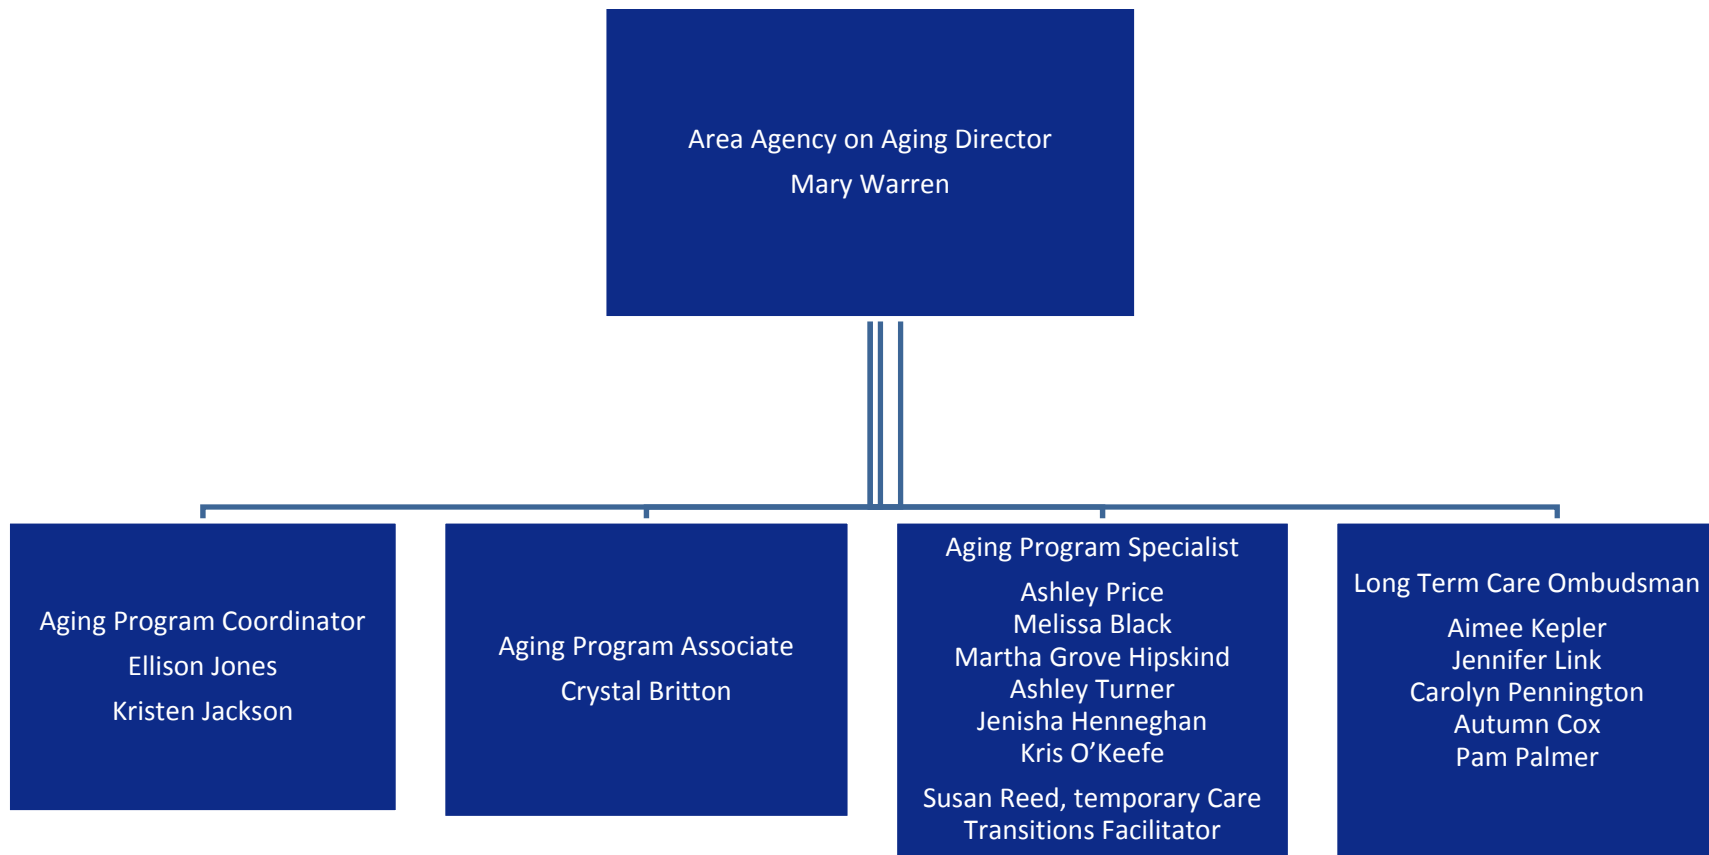 Area Agency on Aging Director
Mary Warren
Aging Program Coordinator
Ellison Jones
Kristen Jackson
Aging Program Associate
Crystal Britton
Aging Program Specialist
Ashley Price
Melissa Black
Martha Grove Hipskind
Ashley Turner
Jenisha Henneghan
Kris O’Keefe
Susan Reed, temporary Care
Transitions Facilitator
Long Term Care Ombudsman
Aimee Kepler
Jennifer Link
Carolyn Pennington
Autumn Cox
Pam Palmer